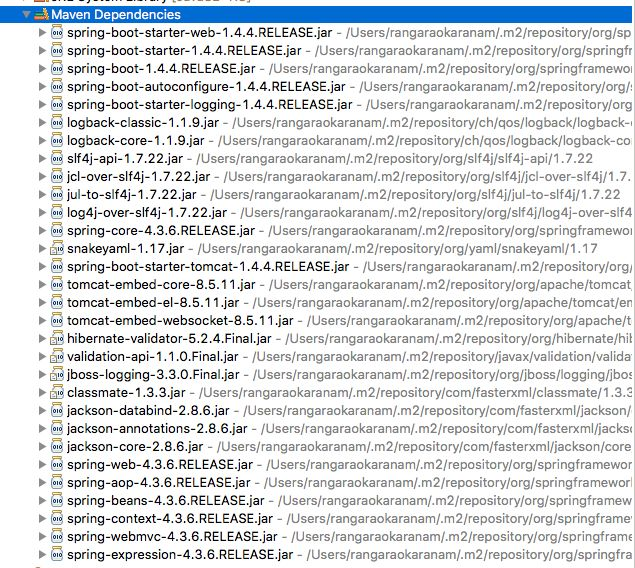 Maven Dependencies
spring-boot-starter-web-1.4.4.RELEASE.jar - /Users/rangaraokaranam/.m2/repository/org/sp
spring-boot-starter-1.4.4.RELEASE.jar - /Users/rangaraokaranam/.m2/repository/org/springfr
spring-boot-1.4.4.RELEASE.jar - /Users/rangaraokaranam/.m2/repository/org/springframewor
spring-boot-autoconfigure-1.4.4.RELEASE.jar - /Users/rangaraokaranam/.m2/repository/org/
spring-boot-starter-logging-1.4.4.RELEASE.jar - /Users/rangaraokaranam/.m2/repository/org
logback-classic-1.1.9.jar - /Users/rangaraokaranam/.m2/repository/ch/qos/logback/logback-
logback-core-1.1.9.jar - /Users/rangaraokaranam/.m2/repository/ch/qos/logback/logback-co
slf4j-api-1.7.22.jar - /Users/rangaraokaranam/.m2/repository/org/slf4j/slf4j-api/1.7.22
jcl-over-slf4j-1.7.22.jar - /Users/rangaraokaranam/.m2/repository/org/slf4j/jcl-over-slf4j/1.7
jul-to-slf4j-1.7.22.jar - /Users/rangaraokaranam/.m2/repository/org/slf4j/jul-to-slf4j/1.7.22
log4j-over-slf4j-1.7.22.jar - /Users/rangaraokaranam/.m2/repository/org/slf4j/log4j-over-slf4
spring-core-4.3.6.RELEASE.jar - /Users/rangaraokaranam/.m2/repository/org/springframewo
snakeyaml-1.17.jar - /Users/rangaraokaranam/.m2/repository/org/yaml/snakeyaml/1.17
spring-boot-starter-tomcat-1.4.4.RELEASE.jar - /Users/rangaraokaranam/.m2/repository/org,
tomcat-embed-core-8.5.11.jar - /Users/rangaraokaranam/.m2/repository/org/apache/tomcat,
tomcat-embed-el-8.5.11.jar - /Users/rangaraokaranam/.m2/repository/org/apache/tomcat/em
tomcat-embed-websocket-8.5.11.jar - /Users/rangaraokaranam/.m2/repository/org/apache/t
hibernate-validator-5.2.4.Final.jar - /Users/rangaraokaranam/.m2/repository/org/hibernate/hib
validation-api-1.1.0.Final.jar - /Users/rangaraokaranam/.m2/repository/javax/validation/valida
jboss-logging-3.3.0.Final.jar - /Users/rangaraokaranam/.m2/repository/org/jboss/logging/jbos
classmate-1.3.3.jar - /Users/rangaraokaranam/.m2/repository/com/fasterxml/classmate/1.3.3
jackson-databind-2.8.6.jar - /Users/rangaraokaranam/.m2/repository/com/fasterxml/jackson/
jackson-annotations-2.8.6.jar - /Users/rangaraokaranam/.m2/repository/com/fasterxml/jacks
jackson-core-2.8.6.jar - /Users/rangaraokaranam/.m2/repository/com/fasterxml/jackson/core
spring-web-4.3.6.RELEASE.jar - /Users/rangaraokaranam/.m2/repository/org/springframewor
spring-aop-4.3.6.RELEASE.jar - /Users/rangaraokaranam/.m2/repository/org/springframewor
spring-beans-4.3.6.RELEASE.jar - /Users/rangaraokaranam/.m2/repository/org/springframew
spring-context-4.3.6.RELEASE.jar - /Users/rangaraokaranam/.m2/repository/org/springframe
spring-webmvc-4.3.6.RELEASE.jar - /Users/rangaraokaranam/.m2/repository/org/springframe
spring-expression-4.3.6.RELEASE.jar - /Users/rangaraokaranam/.m2/repository/org/springfra